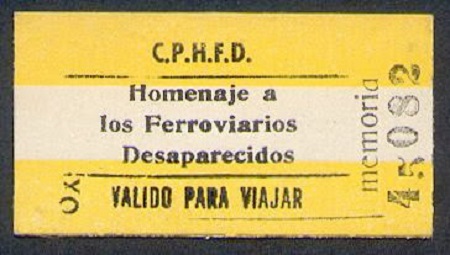 C.P.H.F.D.
Homenaje a
los Ferroviarios
Desaparecidos
VALIDO PARA VIAJAR
memoria
45082